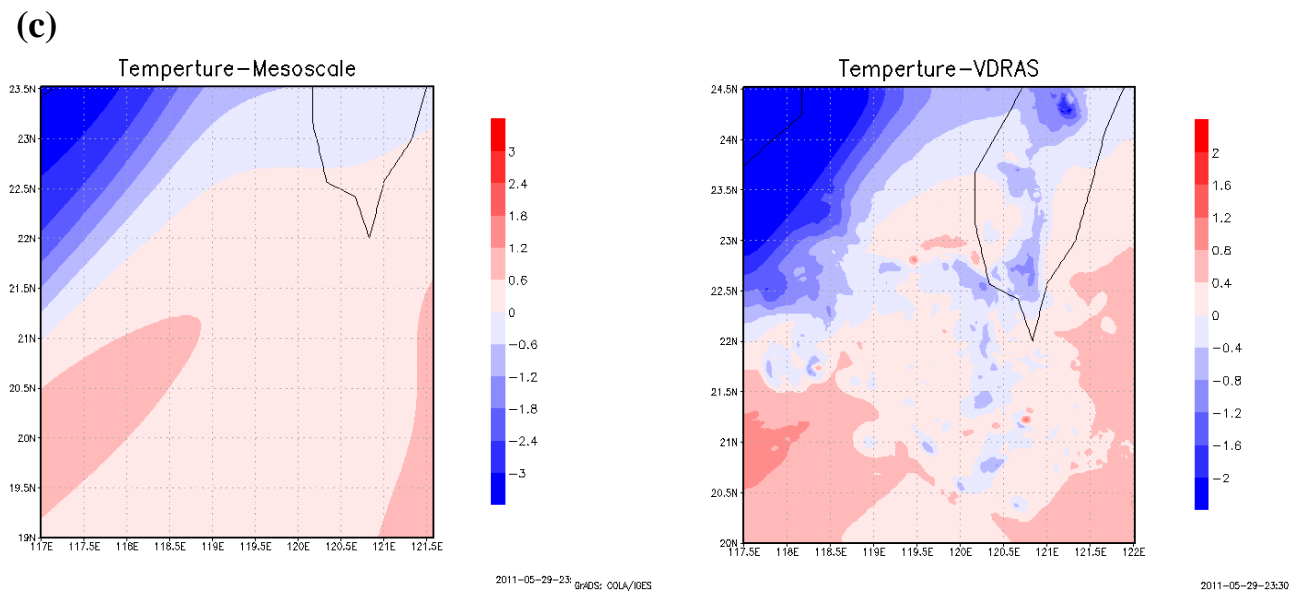 (c)
Temperture-Mesoscale
23.5N
23N
22.5N
22N
21.5N
21N
20.5N
20N
19.5N
19N
117E 117.5E 118E 118.5E 119E 119.5E 120E 120.5E 121E 121.5E
3
2.4
1.8
1.2
0.6
0
-0.6
-1.2
-1.8
-2.4
-3
2011-05-29-23: GrADS: COLA/IGES
Temperture-VDRAS
24.5N
24N
23.5N
23N
22.5N
22N
21.5N
21N
20.5N
20N
117.5E 118E 118.5E 119E 119.5E 120E 120.5E 121E 121.5E 122E
2
1.6
1.2
0.8
0.4
0
-0.4
-0.8
-1.2
-1.6
-2
2011-05-29-23:30